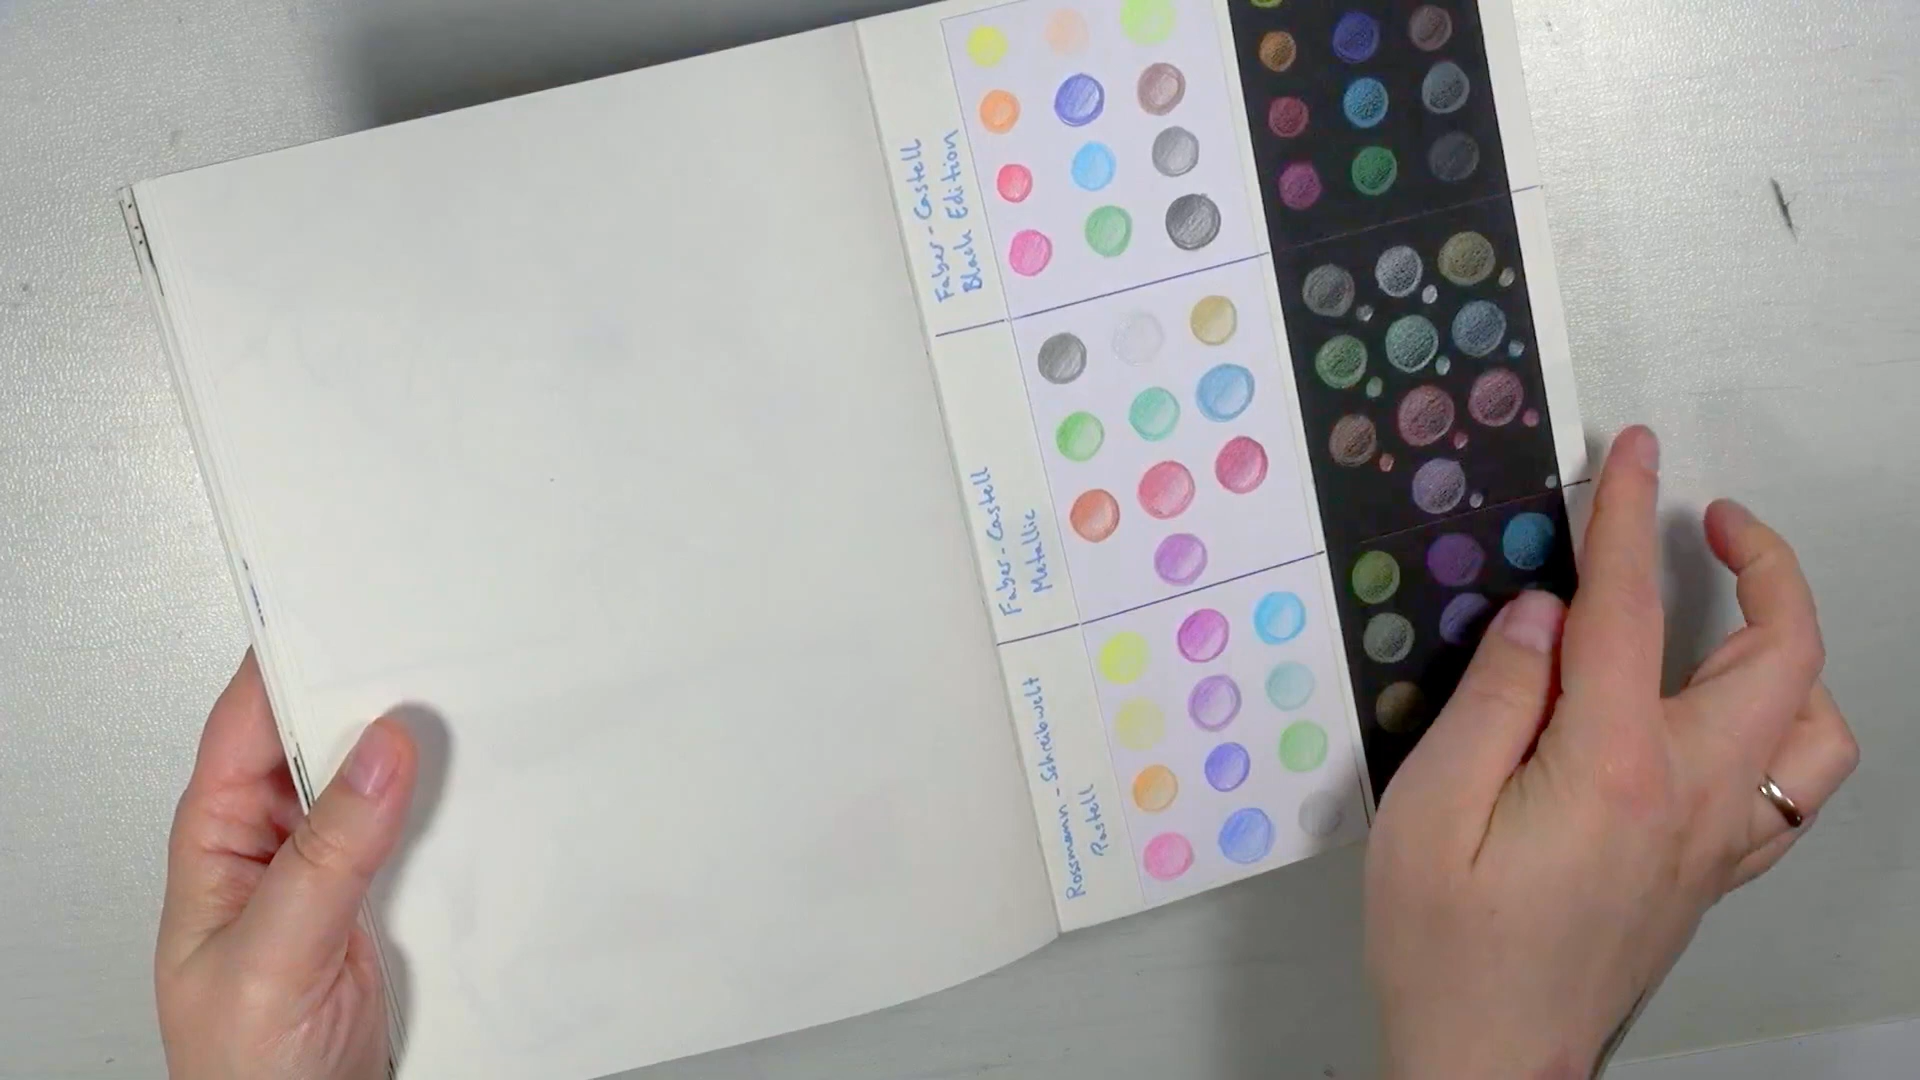 Faber-Castell
Black Edition
Faber-Castell
Metallic
Rossmann - Schreibwelt
Pastell